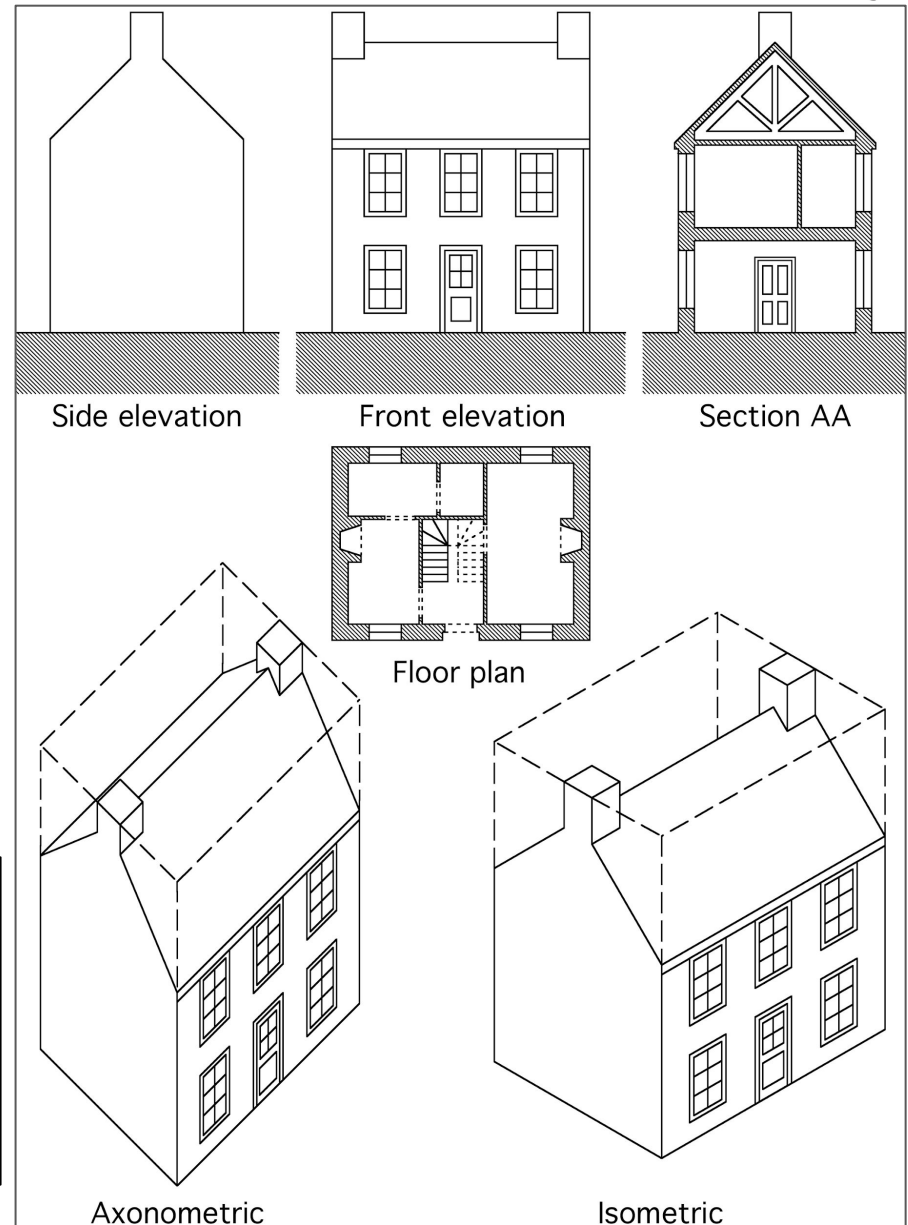 Side elevation
Front elevation
Section AA
Floor plan
Axonometric
Isometric